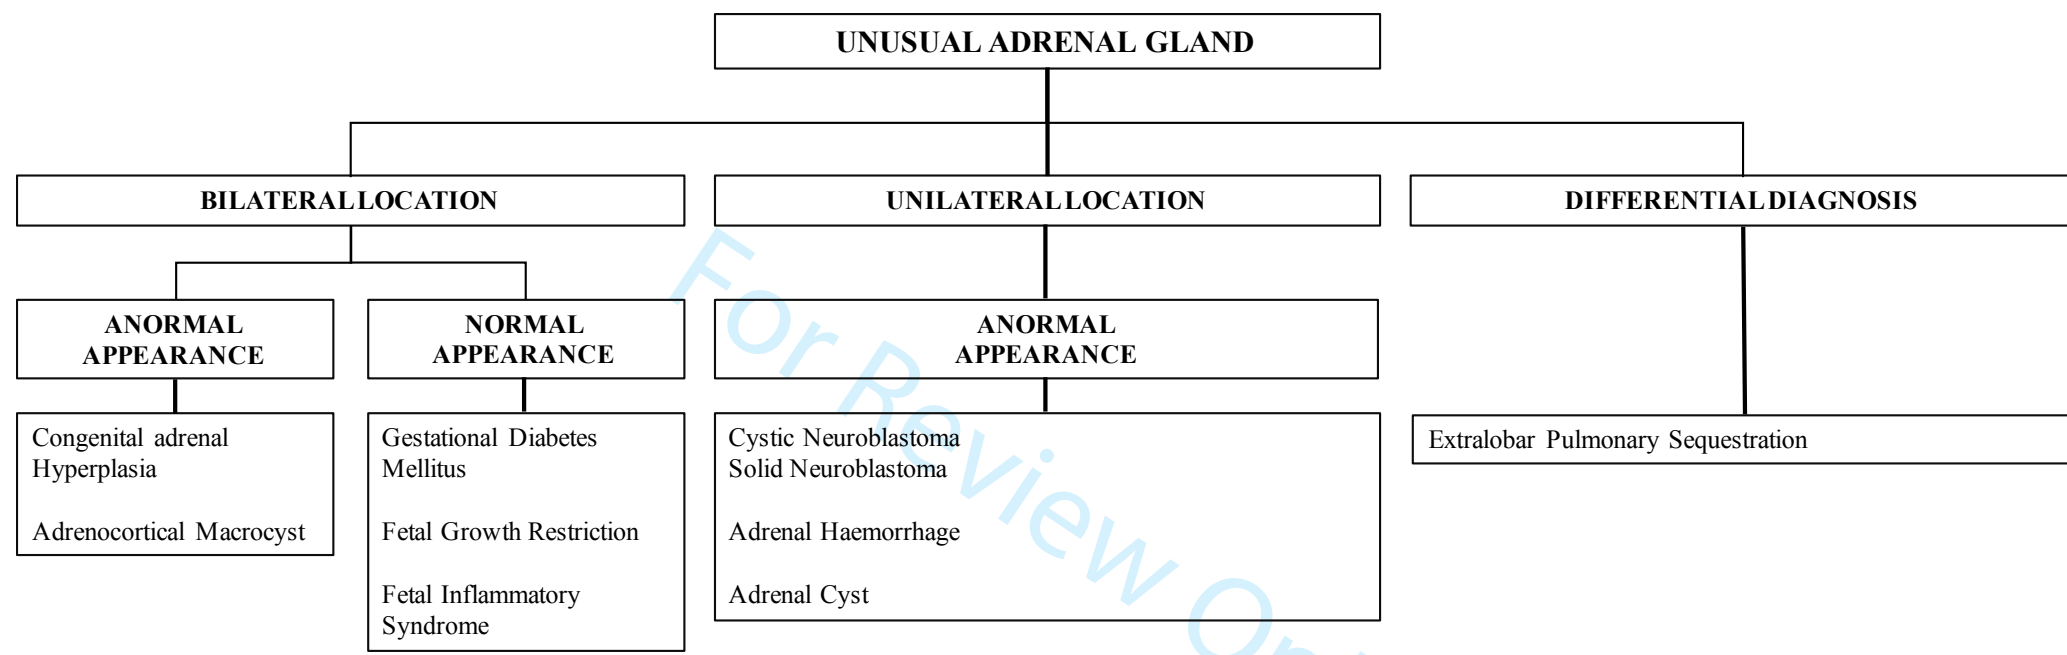 UNUSUAL ADRENAL GLAND
BILATERAL LOCATION
UNILATERAL LOCATION
DIFFERENTIAL DIAGNOSIS
ANORMAL
APPEARANCE
NORMAL
APPEARANCE
ANORMAL
APPEARANCE
Congenital adrenal
Hyperplasia
Adrenocortical Macrocyst
Gestational Diabetes
Mellitus
Fetal Growth Restriction
Fetal Inflammatory
Syndrome
Cystic Neuroblastoma
Solid Neuroblastoma
Adrenal Haemorrhage
Adrenal Cyst
Extralobar Pulmonary Sequestration
For Review